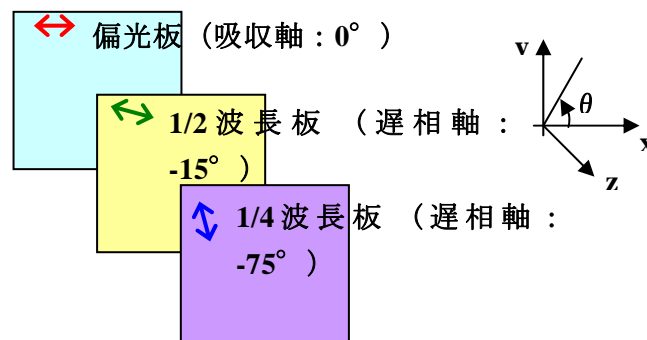 偏光板（吸収軸：0°）
1/2波長板（遅相軸：
-15°）
1/4波長板（遅相軸：
-75°）
v
θ
x
z